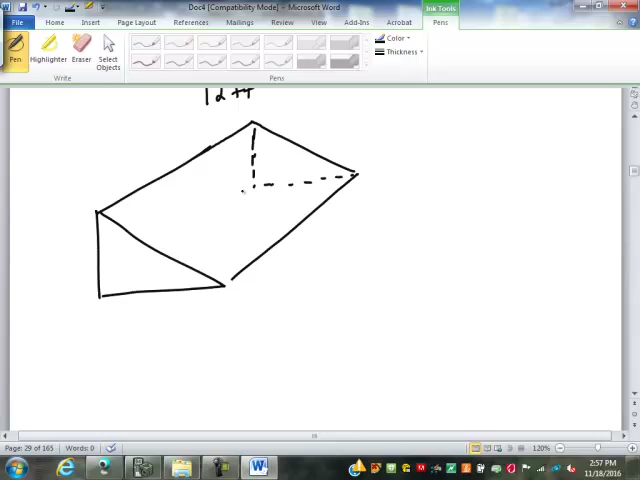 Doc4 [Compatibility Mode] - Microsoft Word
Ink Tools
File Home Insert Page Layout References Mailings Review View Add-Ins Acrobat Pens
Pen
Highlighter
Eraser
Select
Objects
Color
Thickness
Write
Pens
Page: 29 of 165
Words: 0
120%
2:57 PM
11/18/2016